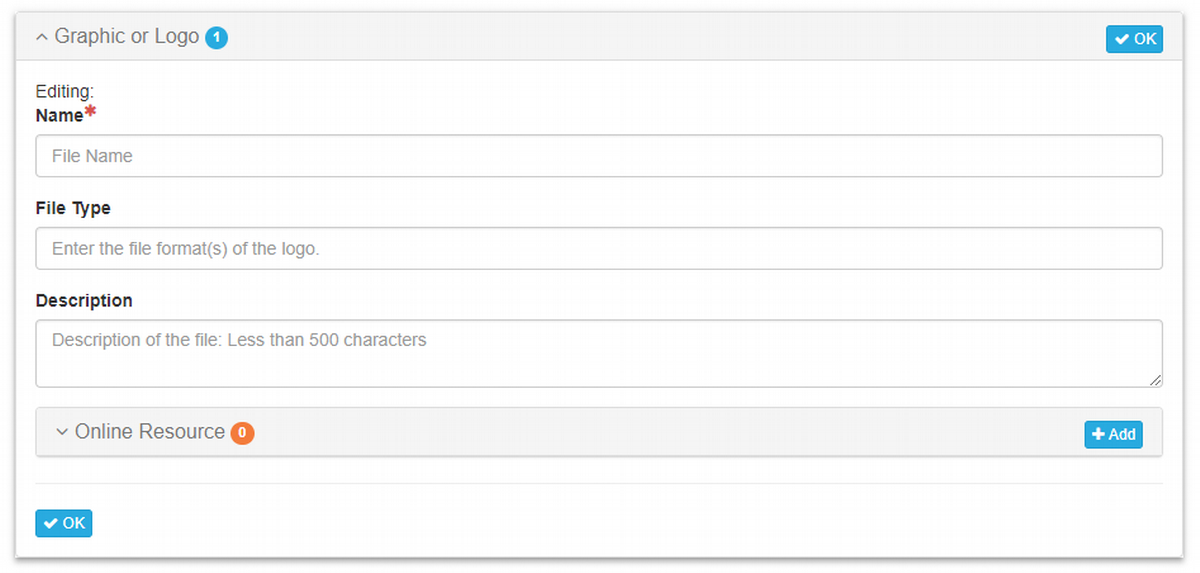 Graphic or Logo 1
OK
Editing:
Name*
File Name
File Type
Enter the file format(s) of the logo.
Description
Description of the file: Less than 500 characters
Online Resource 0
Add
OK